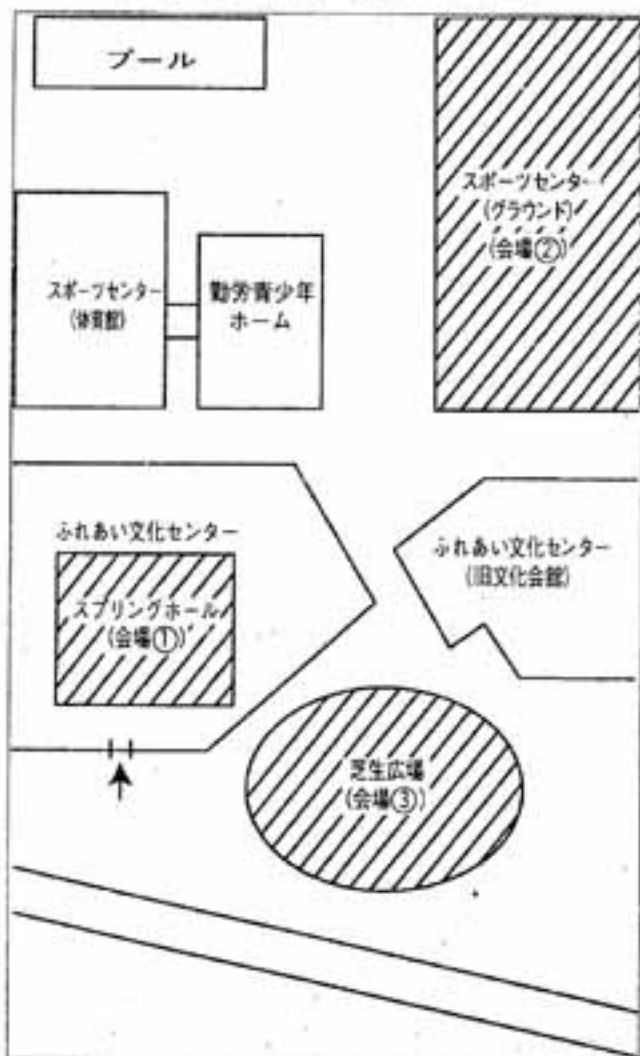 プール
スポーツセンター
(グラウンド)
(会場②)
スポーツセンター
(体育館)
勤労青少年
ホーム
ふれあい文化センター
スプリングホール
(会場①)
ふれあい文化センター
(旧文化会館)
芝生広場
(会場③)